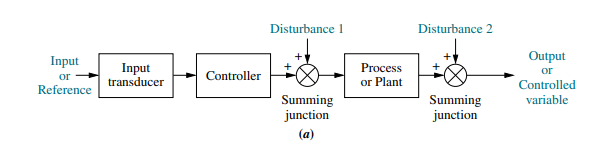 Disturbance 1
Disturbance 2
Input
or
Reference
Input
transducer
Controller
+
+
Summing
junction
Process
or Plant
+
+
Summing
junction
Output
or
Controlled
variable
(a)